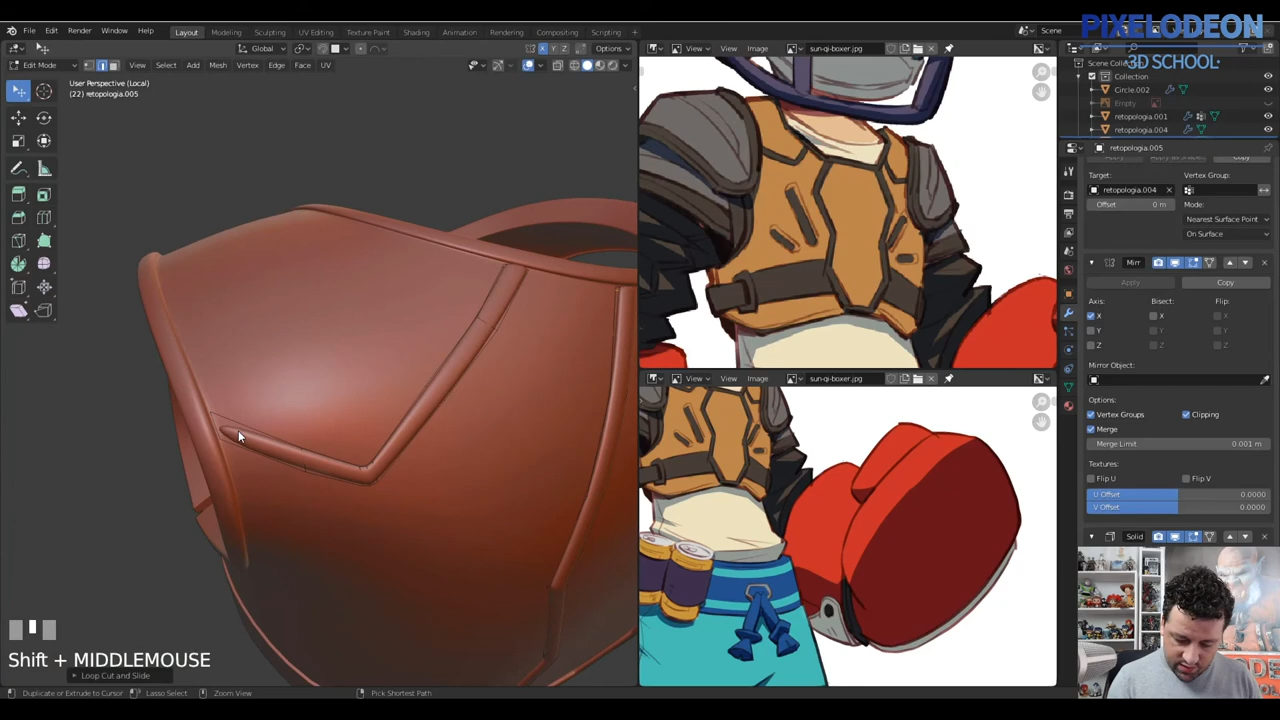 File Edit Render Window Help Layout Modeling Sculpting UV Editing Texture Paint Shading Animation Rendering Compositing Scripting + Scene
PIXELODEON
3D SCHOOL
Global X Y Z Options View Image sun-qi-boxer.jpg
Edit Mode View Select Add Mesh Vertex Edge Face UV
User Perspective (Local)
(22) retopologia.005
Scene Collection
Collection
Circle.002
Empty
retopologia.001
retopologia.004
retopologia.005
Apply Copy
Target: Vertex Group:
retopologia.004
Offset 0 m Mode:
Nearest Surface Point
On Surface
Mirr
Apply Copy
Axis: Bisect: Flip:
X X X
Y Y Y
Z Z Z
Mirror Object:
View Image sun-qi-boxer.jpg
Options:
Vertex Groups Clipping
Merge
Merge Limit 0.001 m
Textures
Flip U Flip V
U Offset 0.0000
V Offset 0.0000
Solid
Shift + MIDDLEMOUSE
Loop Cut and Slide
Duplicate or Extrude to Cursor Lasso Select Zoom View Pick Shortest Path